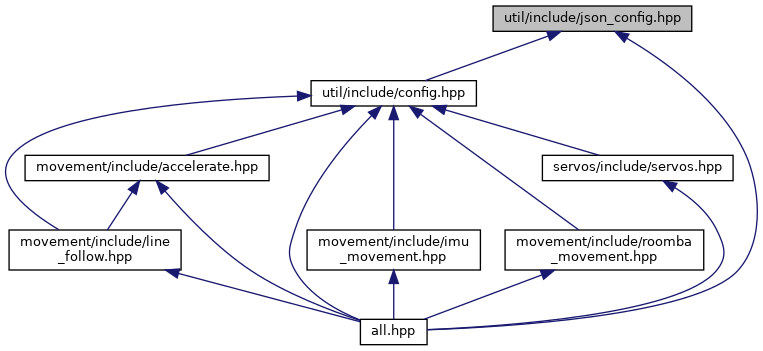 util/include/json_config.hpp
util/include/config.hpp
movement/include/accelerate.hpp
servos/include/servos.hpp
movement/include/line
_follow.hpp
movement/include/imu
_movement.hpp
movement/include/roomba
_movement.hpp
all.hpp